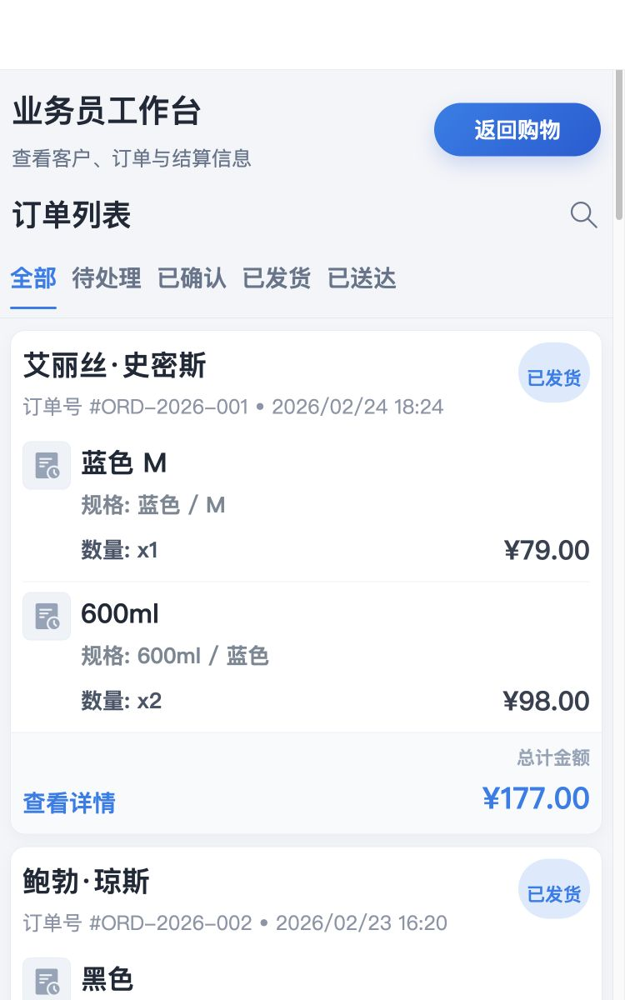 业务员工作台
返回购物
查看客户、订单与结算信息
订单列表
全部 待处理 已确认 已发货 已送达
艾丽丝·史密斯
已发货
订单号 #ORD-2026-001 • 2026/02/24 18:24
蓝色 M
规格: 蓝色 / M
数量: x1
¥79.00
600ml
规格: 600ml / 蓝色
数量: x2
¥98.00
总计金额
查看详情
¥177.00
鲍勃·琼斯
已发货
订单号 #ORD-2026-002 • 2026/02/23 16:20
黑色